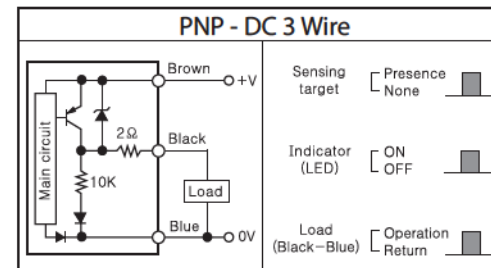 PNP - DC 3 Wire
Brown
+V
2Ω
Black
Main circuit
10K
Load
Blue
0V
Sensing
target
Presence
None
Indicator
(LED)
ON
OFF
Load
(Black-Blue)
Operation
Return